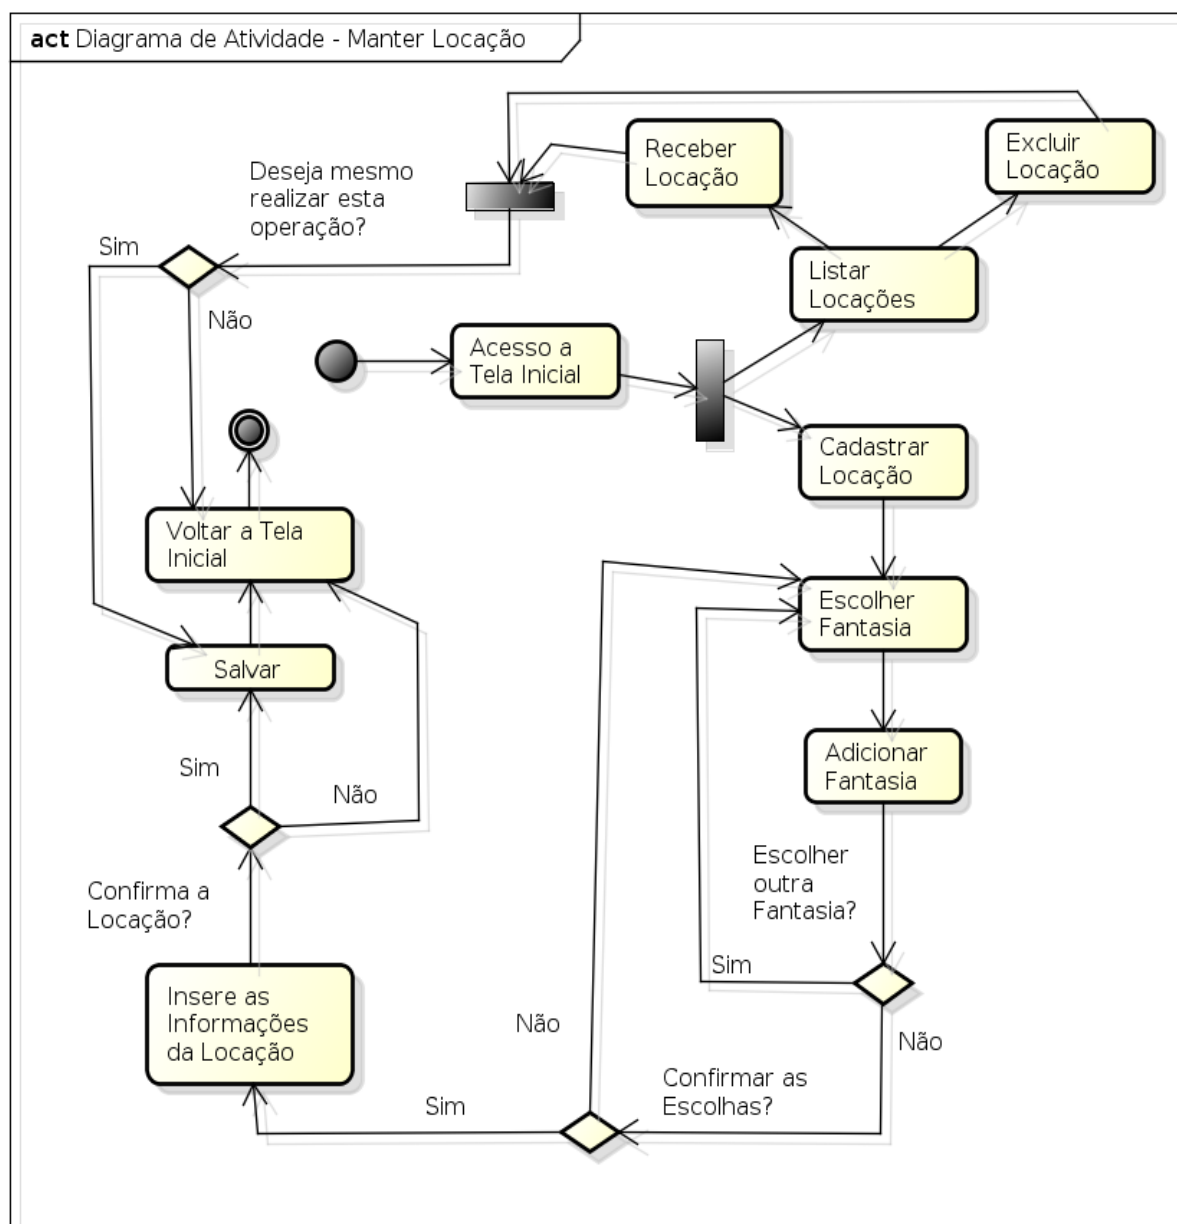 act Diagrama de Atividade - Manter Locação
Receber
Locação
Excluir
Locação
Deseja mesmo
realizar esta
operação?
Sim
Não
Listar
Locações
Acesso a
Tela Inicial
Cadastrar
Locação
Voltar a Tela
Inicial
Escolher
Fantasia
Salvar
Sim
Não
Adicionar
Fantasia
Escolher
outra
Fantasia?
Confirma a
Locação?
Sim
Insere as
Informações
da Locação
Não
Não
Confirmar as
Escolhas?
Sim